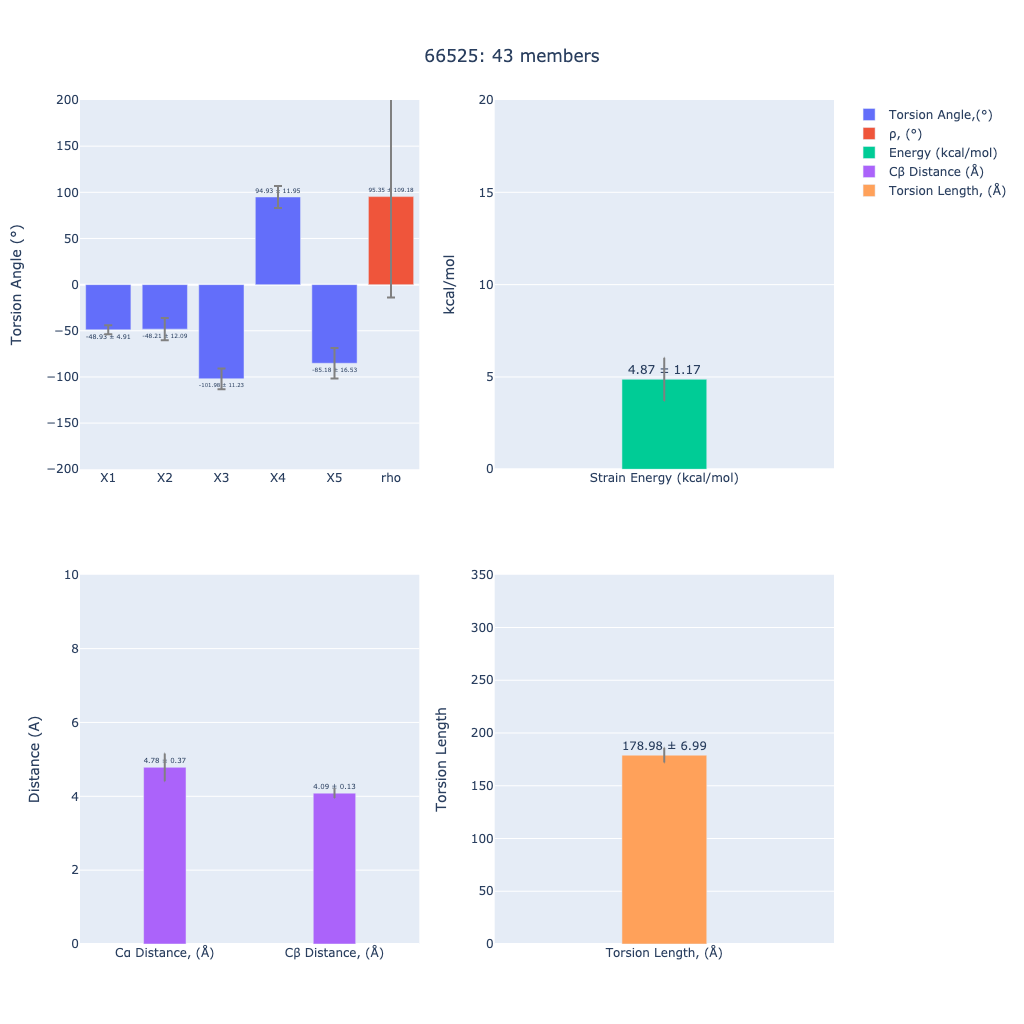 66525: 43 members
Torsion Angle (°)
200
150
100
50
0
−50
−100
−150
−200
94.93 ± 11.95
95.35 ± 109.18
-48.93 ± 4.91
-48.21 ± 12.09
-101.98 ± 11.23
-85.18 ± 16.53
X1 X2 X3 X4 X5 rho
kcal/mol
20
15
10
5
0
4.87 ± 1.17
Strain Energy (kcal/mol)
Torsion Angle,(°)
ρ, (°)
Energy (kcal/mol)
Cβ Distance (Å)
Torsion Length, (Å)
Distance (A)
10
8
6
4
2
0
4.78 ± 0.37
4.09 ± 0.13
Cα Distance, (Å) Cβ Distance, (Å)
Torsion Length
350
300
250
200
150
100
50
0
178.98 ± 6.99
Torsion Length, (Å)